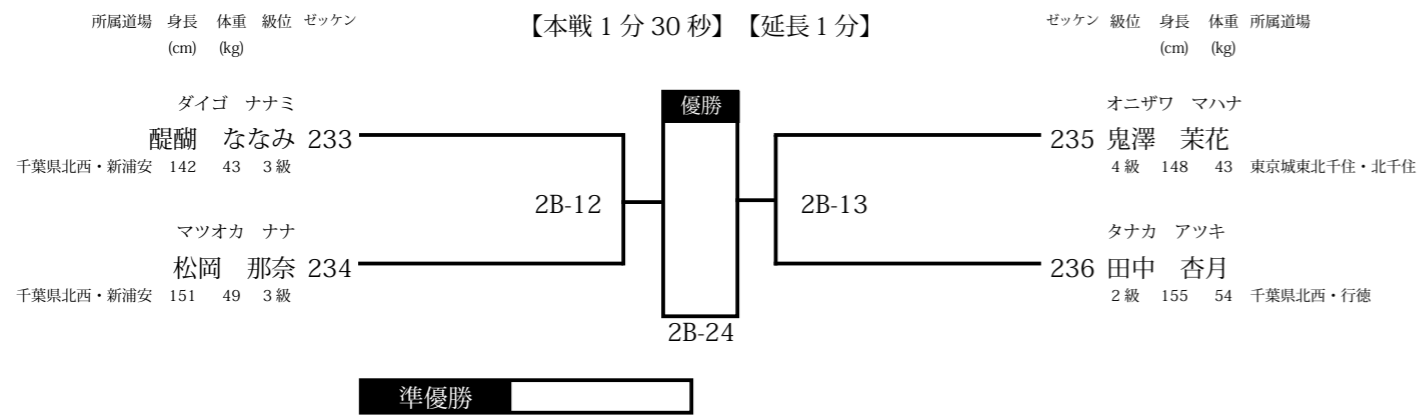 所属道場 身長 体重 級位 ゼッケン
(cm) (kg)
【本戦1分30秒】【延長1分】
ゼッケン 級位 身長 体重 所属道場
(cm) (kg)
ダイゴ ナナミ
醍醐 ななみ 233
千葉県北西・新浦安 142 43 3級
2B-12
マツオカ ナナ
松岡 那奈 234
千葉県北西・新浦安 151 49 3級
優勝
2B-24
オニザワ マハナ
235 鬼澤 茉花
4級 148 43 東京城東北千住・北千住
2B-13
タナカ アツキ
236 田中 杏月
2級 155 54 千葉県北西・行徳
準優勝